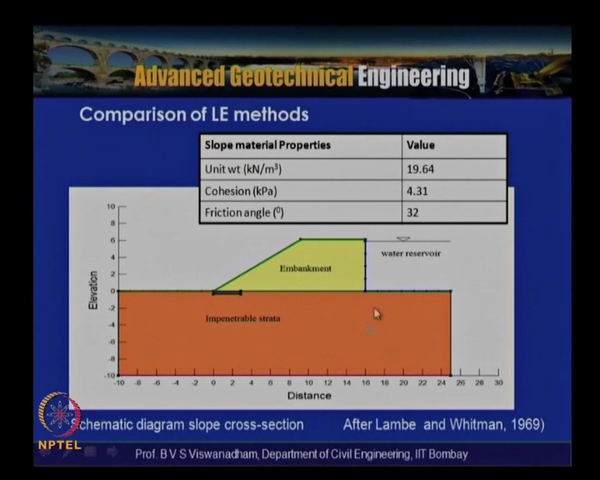 Advanced Geotechnical Engineering
Comparison of LE methods
Slope material Properties Value
Unit wt (kN/m³) 19.64
Cohesion (kPa) 4.31
Friction angle (⁰) 32
10
8
6
4
2
0
-2
-4
-6
-8
-10
Elevation
Embankment
water reservoir
Impenetrable strata
-10 -8 -6 -4 -2 0 2 4 6 8 10 12 14 16 18 20 22 24 26 28 30
Distance
Schematic diagram slope cross-section After Lambe and Whitman, 1969)
NPTEL
Prof. B V S Viswanadham, Department of Civil Engineering, IIT Bombay